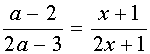 a − 2 / 2a − 3 = x + 1 / 2x + 1